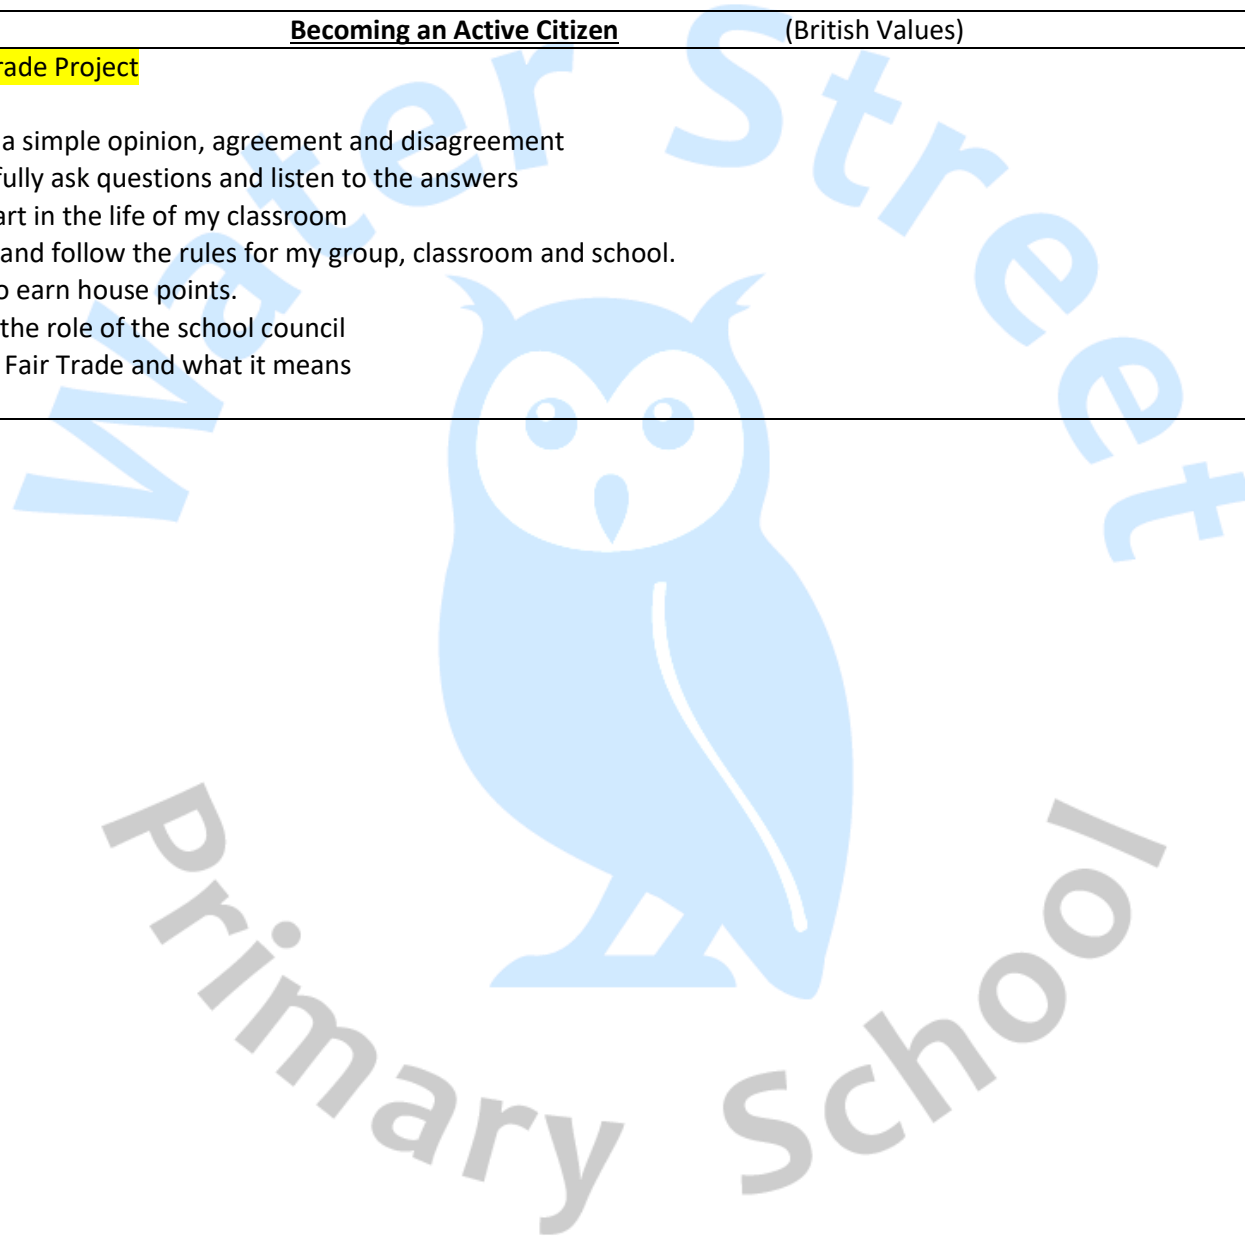 Becoming an Active Citizen (British Values)
rade Project
a simple opinion, agreement and disagreement
fully ask questions and listen to the answers
art in the life of my classroom
and follow the rules for my group, classroom and school.
o earn house points.
the role of the school council
Fair Trade and what it means
Water Street
Primary School